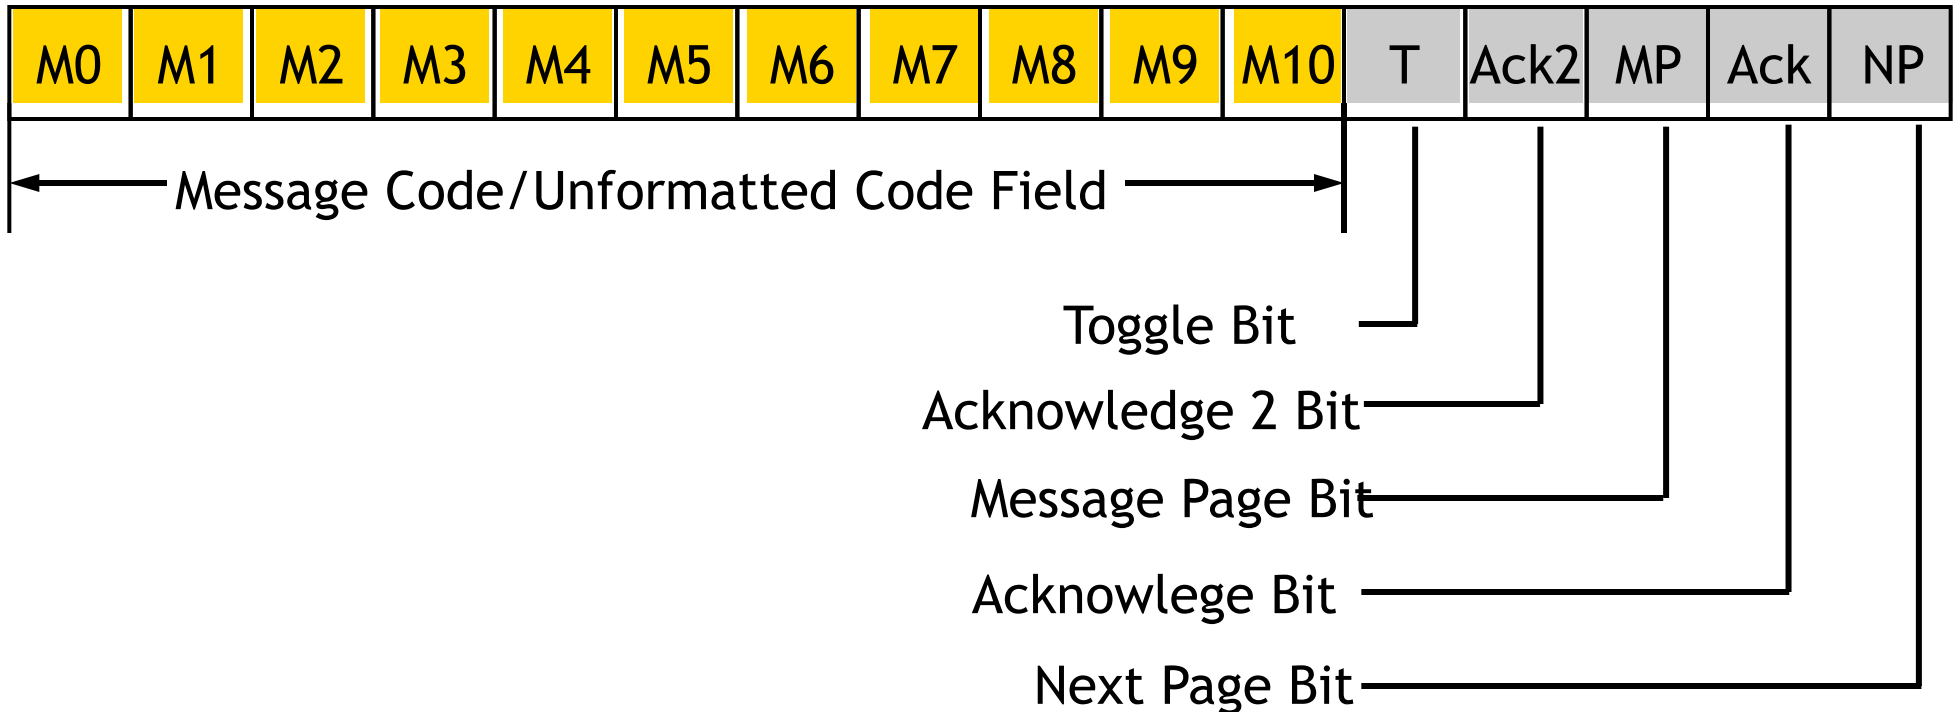 M0 M1 M2 M3 M4 M5 M6 M7 M8 M9 M10 T Ack2 MP Ack NP
Message Code/Unformatted Code Field
Toggle Bit
Acknowledge 2 Bit
Message Page Bit
Acknowlege Bit
Next Page Bit